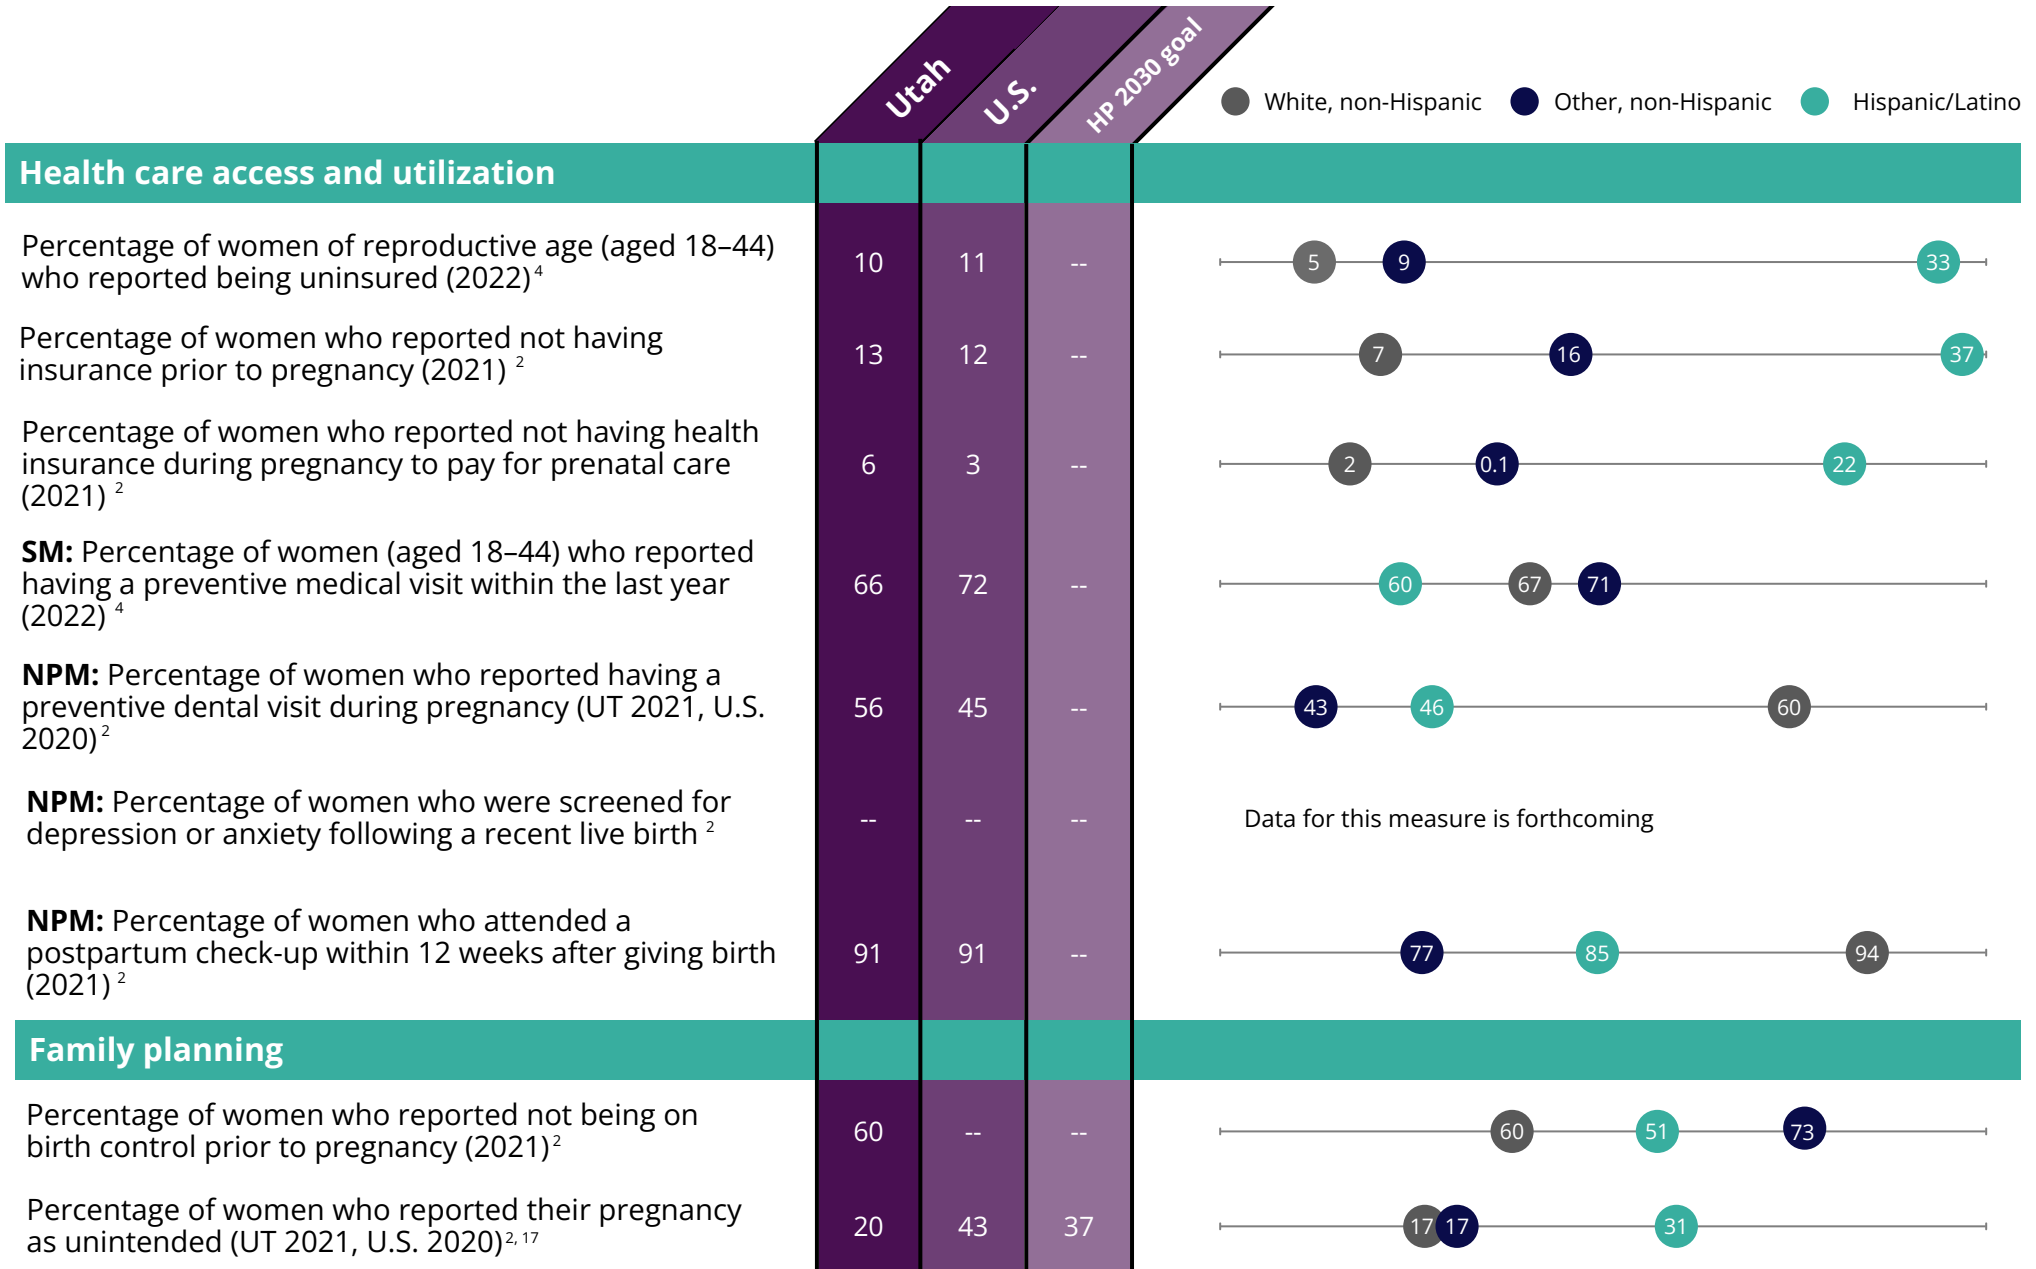 Utah
U.S.
HP 2030 goal
White, non-Hispanic
Other, non-Hispanic
Hispanic/Latino
Health care access and utilization
Percentage of women of reproductive age (aged 18–44)
who reported being uninsured (2022) 4
10
11
--
5
9
33
Percentage of women who reported not having
insurance prior to pregnancy (2021) 2
13
12
--
7
16
37
Percentage of women who reported not having health
insurance during pregnancy to pay for prenatal care
(2021) 2
6
3
--
2
0.1
22
SM: Percentage of women (aged 18–44) who reported
having a preventive medical visit within the last year
(2022) 4
66
72
--
60
67
71
NPM: Percentage of women who reported having a
preventive dental visit during pregnancy (UT 2021, U.S.
2020) 2
56
45
--
43
46
60
NPM: Percentage of women who were screened for
depression or anxiety following a recent live birth 2
--
--
--
Data for this measure is forthcoming
NPM: Percentage of women who attended a
postpartum check-up within 12 weeks after giving birth
(2021) 2
91
91
--
77
85
94
Family planning
Percentage of women who reported not being on
birth control prior to pregnancy (2021) 2
60
--
--
60
51
73
Percentage of women who reported their pregnancy
as unintended (UT 2021, U.S. 2020) 2, 17
20
43
37
17
17
31